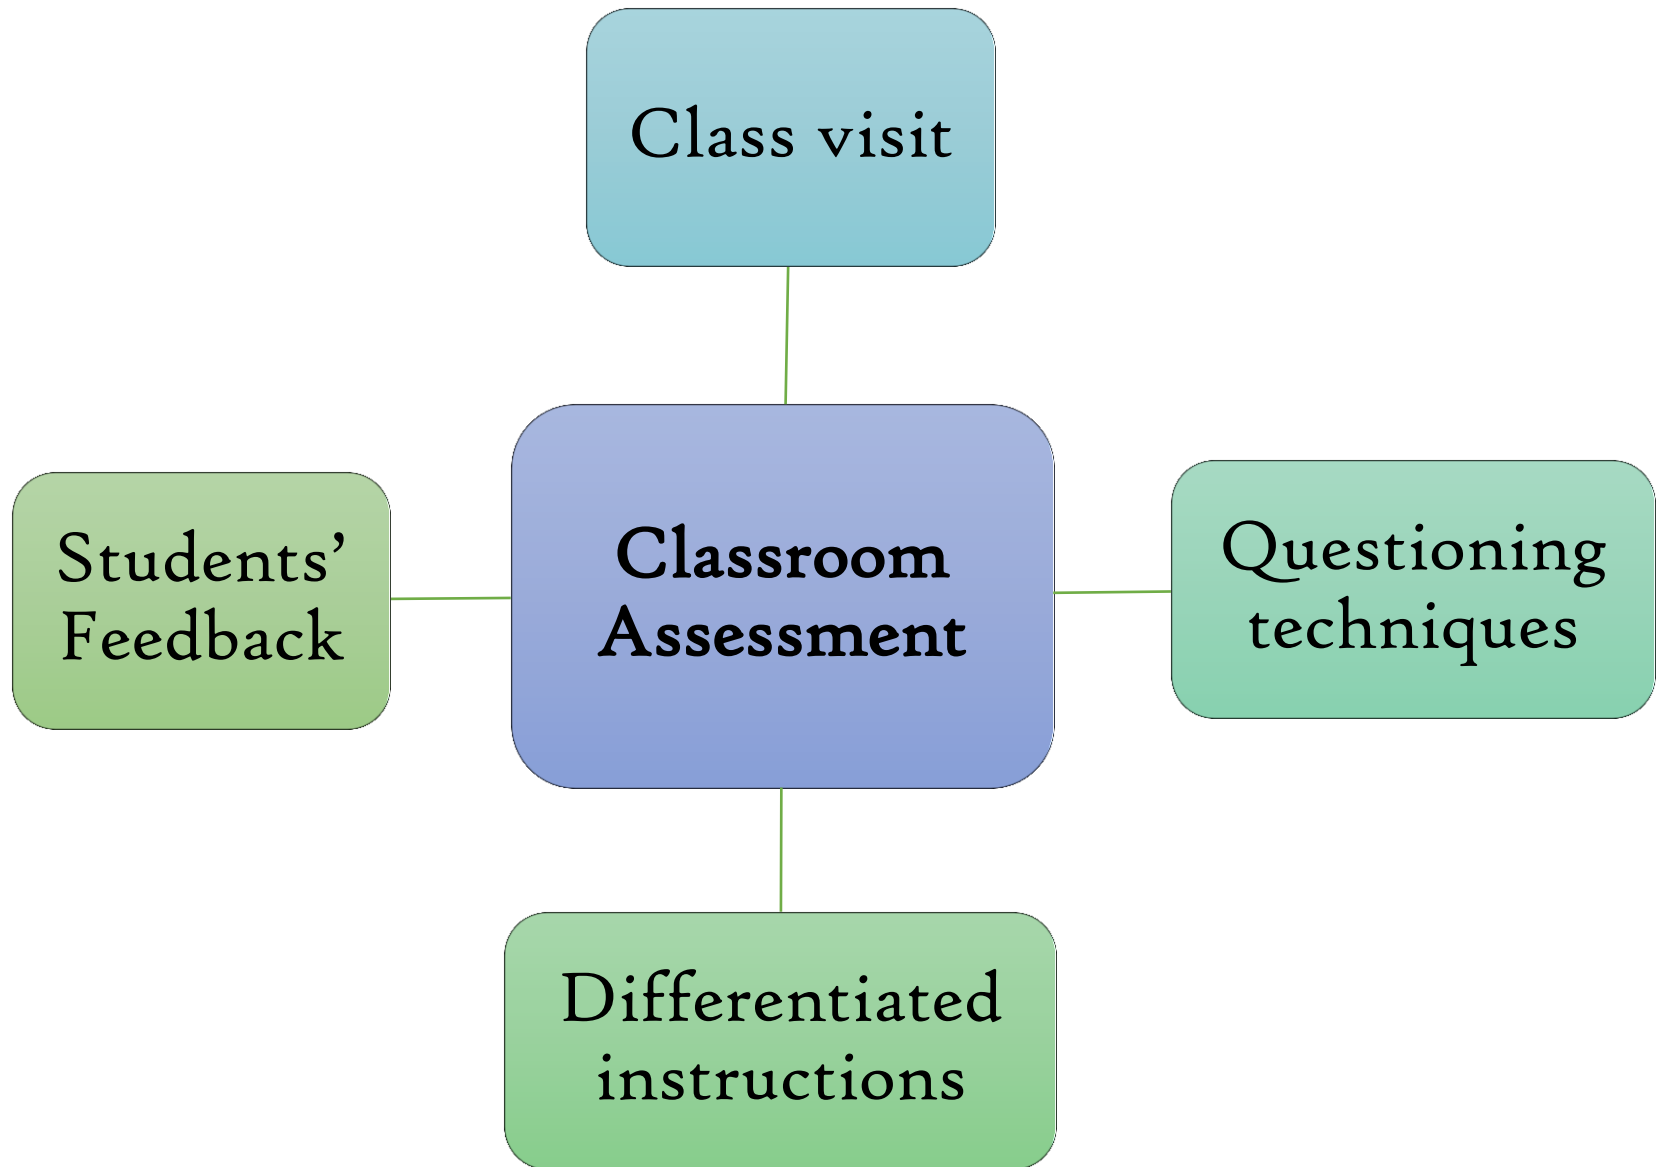 Class visit
Students’
Feedback
Classroom
Assessment
Questioning
techniques
Differentiated
instructions